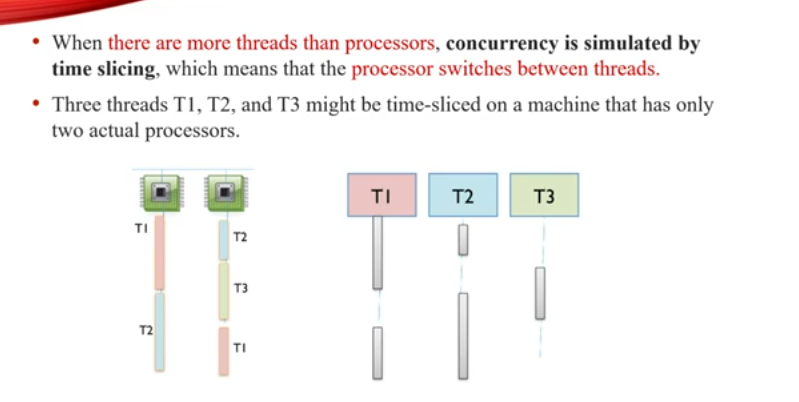 • When there are more threads than processors, concurrency is simulated by
time slicing, which means that the processor switches between threads.
• Three threads T1, T2, and T3 might be time-sliced on a machine that has only
two actual processors.
T1
T2
T3
T1
T2
T2
T3
T1